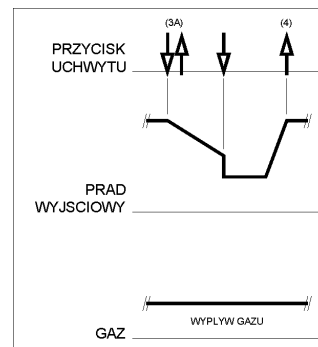 (3A) (4)
PRZYCISK
UCHWYTU
PRAD
WYJSCIOWY
WYPLYW GAZU
GAZ